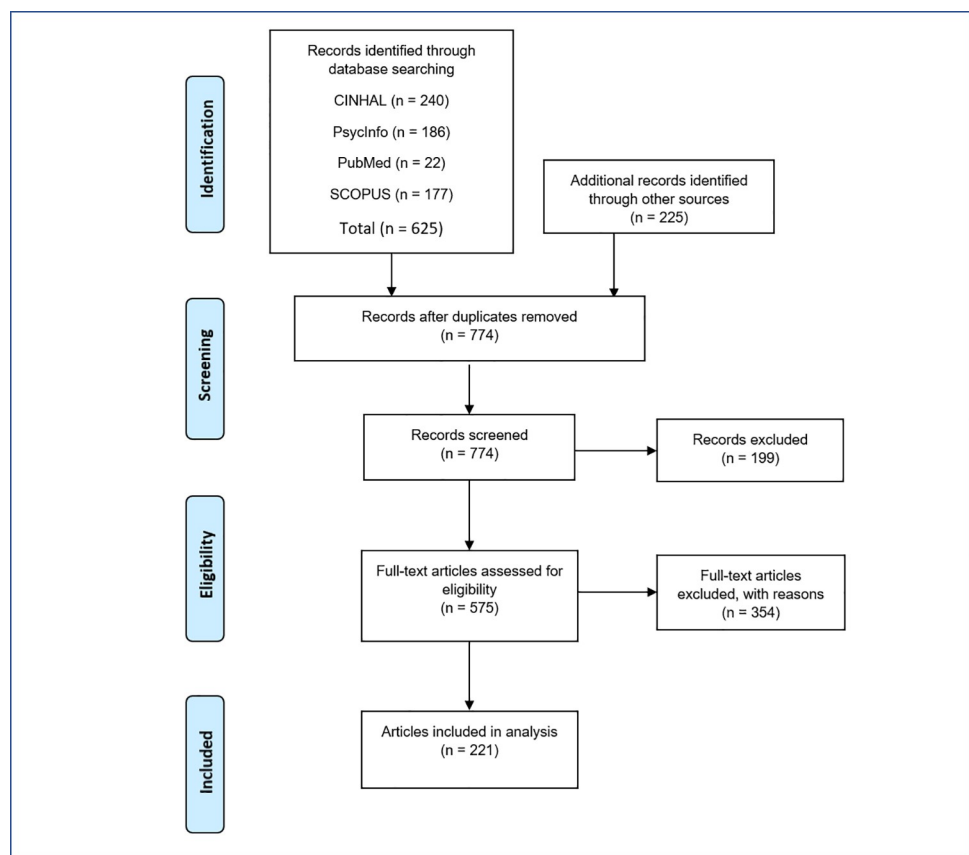 Identification
Records identified through
database searching
CINHAL (n = 240)
PsycInfo (n = 186)
PubMed (n = 22)
SCOPUS (n = 177)
Total (n = 625)
Additional records identified
through other sources
(n = 225)
Screening
Records after duplicates removed
(n = 774)
Records screened
(n = 774)
Records excluded
(n = 199)
Eligibility
Full-text articles assessed for
eligibility
(n = 575)
Full-text articles
excluded, with reasons
(n = 354)
Included
Articles included in analysis
(n = 221)